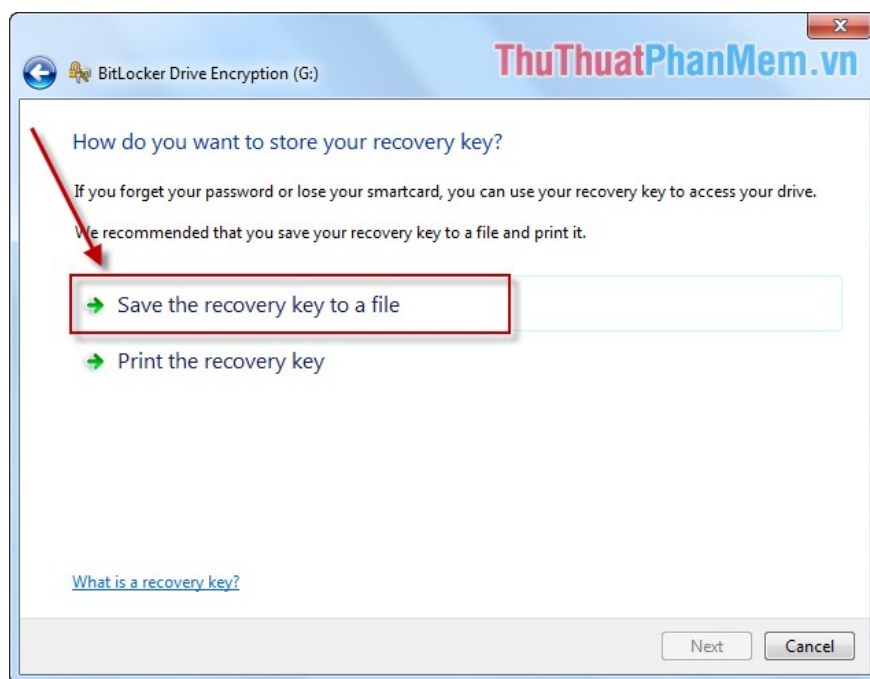 ThuThuatPhanMem.vn
BitLocker Drive Encryption (G:)
How do you want to store your recovery key?
If you forget your password or lose your smartcard, you can use your recovery key to access your drive.
We recommended that you save your recovery key to a file and print it.
Save the recovery key to a file
Print the recovery key
What is a recovery key?
Next
Cancel